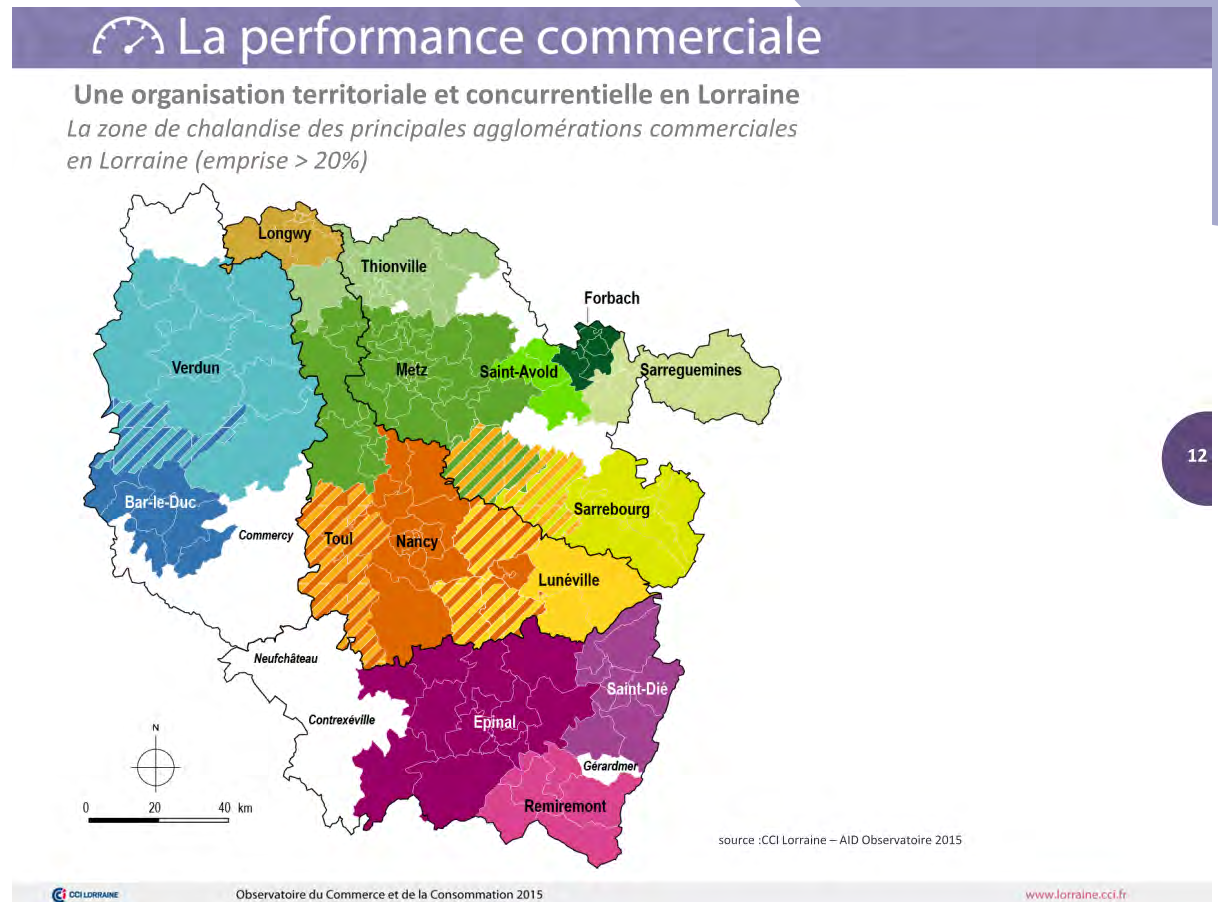 La performance commerciale
Une organisation territoriale et concurrentielle en Lorraine
La zone de chalandise des principales agglomérations commerciales
en Lorraine (emprise > 20%)
Longwy
Thionville
Forbach
Verdun
Metz
Saint-Avold
Sarreguemines
12
Bar-le-Duc
Sarrebourg
Commercy
Toul
Nancy
Lunéville
Neufchâteau
Saint-Dié
Contrexéville
Epinal
N
Gérardmer
Remiremont
0 20 40 km
source :CCI Lorraine – AID Observatoire 2015
CCI LORRAINE
Observatoire du Commerce et de la Consommation 2015
www.lorraine.cci.fr